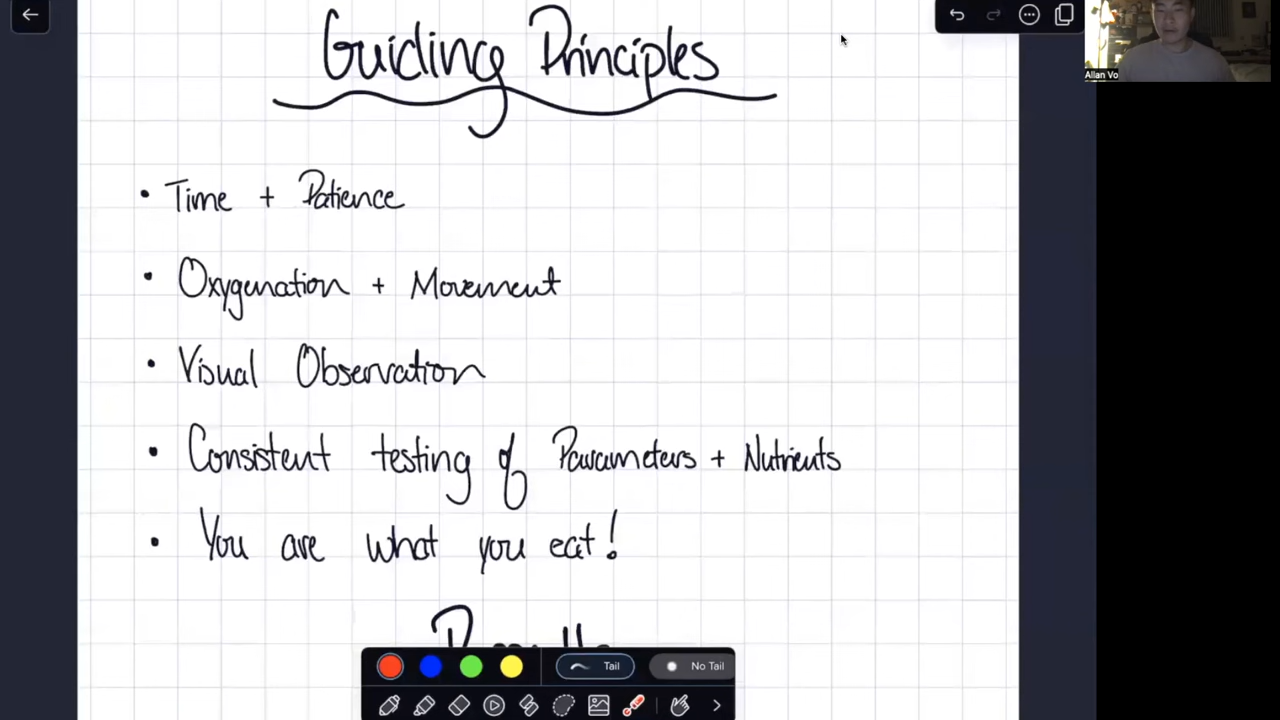 Guiding Principles
Allan Vo
• Time + Patience
• Oxygenation + Movement
• Visual Observation
• Consistent testing of Parameters + Nutrients
• You are what you eat!
Tail
No Tail